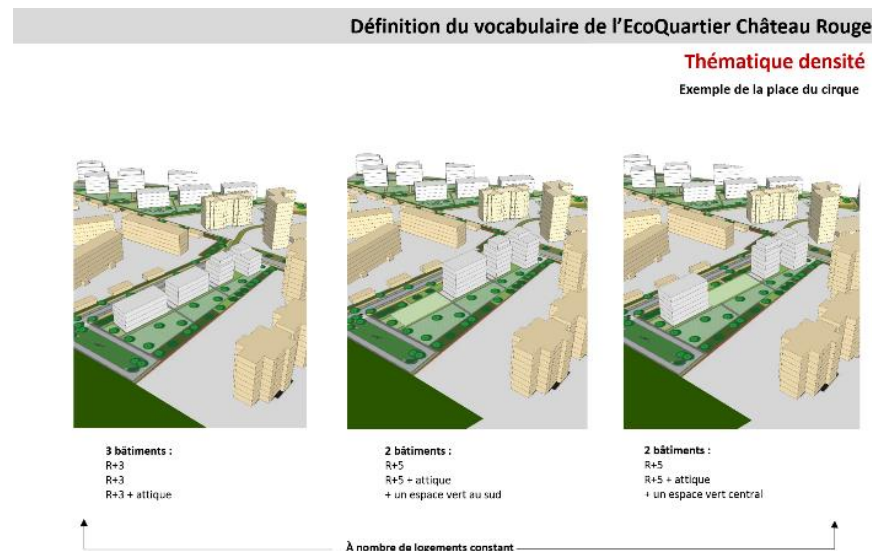 Définition du vocabulaire de l'EcoQuartier Château Rouge
Thématique densité
Exemple de la place du cirque
3 bâtiments :
R+3
R+3
R+3 + attique
2 bâtiments :
R+5
R+5 + attique
+ un espace vert au sud
2 bâtiments :
R+5
R+5 + attique
+ un espace vert central
À nombre de logements constant